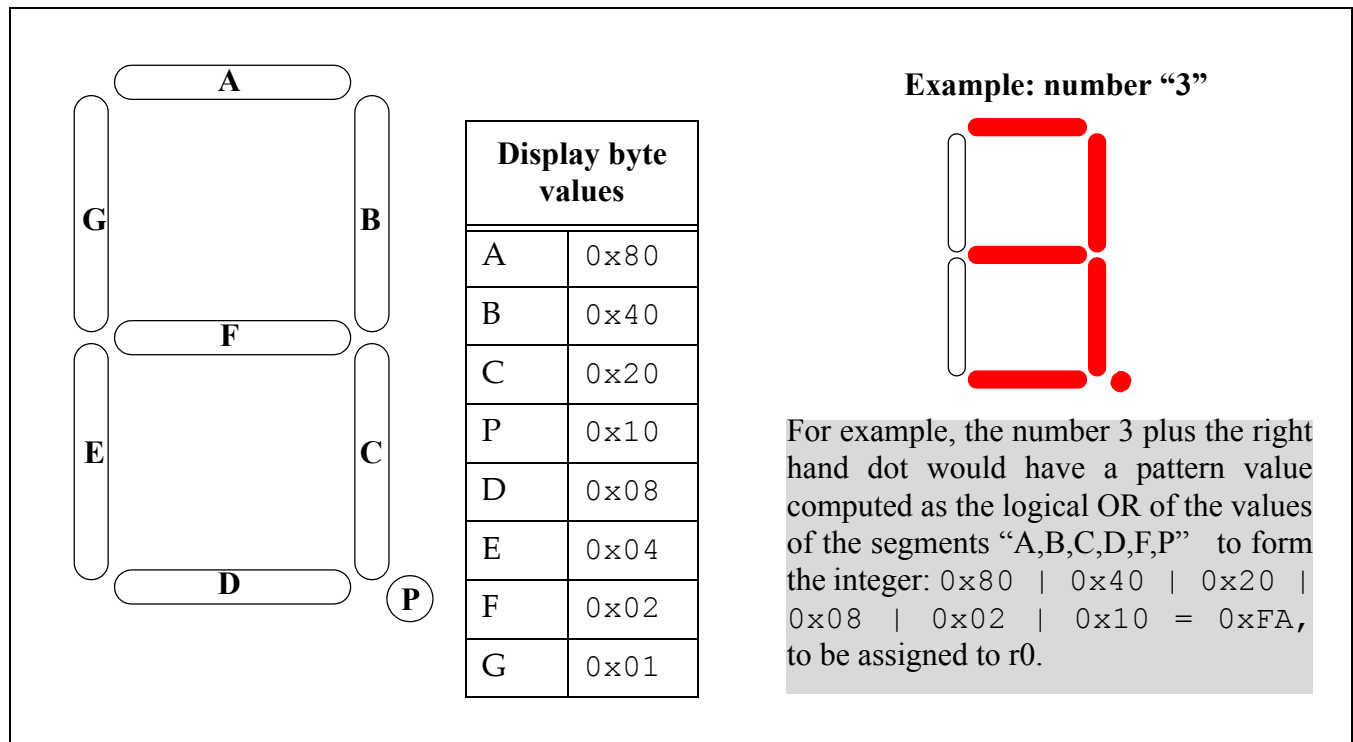 A
G
B
F
E
C
D
P
Display byte
values
A 0x80
B 0x40
C 0x20
P 0x10
D 0x08
E 0x04
F 0x02
G 0x01
Example: number “3”
For example, the number 3 plus the right
hand dot would have a pattern value
computed as the logical OR of the values
of the segments “A,B,C,D,F,P” to form
the integer: 0x80 | 0x40 | 0x20 |
0x08 | 0x02 | 0x10 = 0xFA,
to be assigned to r0.